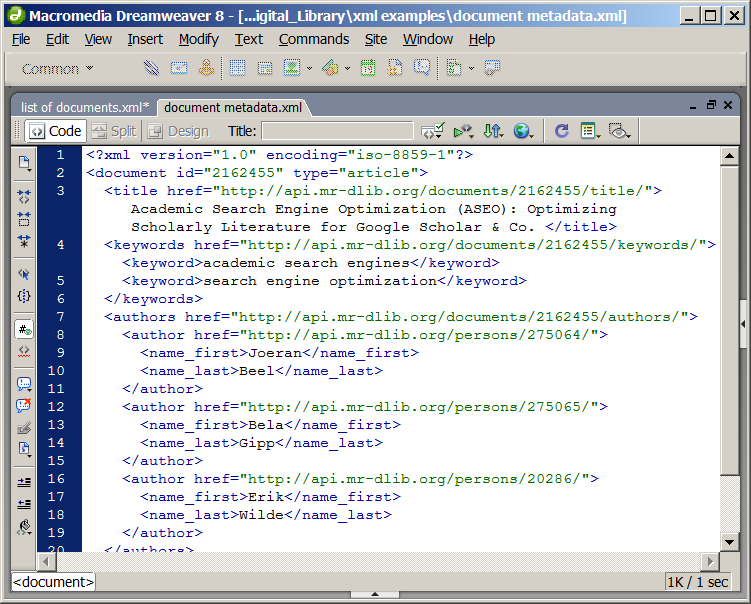 Macromedia Dreamweaver 8 - [...igital_Library\xml examples\document metadata.xml]
File Edit View Insert Modify Text Commands Site Window Help
Common
list of documents.xml* document metadata.xml
Code Split Design Title:
1 <?xml version="1.0" encoding="iso-8859-1"?>
2 <document id="2162455" type="article">
3 <title href="http://api.mr-dlib.org/documents/2162455/title/">
Academic Search Engine Optimization (ASEO): Optimizing
Scholarly Literature for Google Scholar & Co. </title>
4 <keywords href="http://api.mr-dlib.org/documents/2162455/keywords/">
<keyword>academic search engines</keyword>
5 <keyword>search engine optimization</keyword>
6 </keywords>
7 <authors href="http://api.mr-dlib.org/documents/2162455/authors/">
8 <author href="http://api.mr-dlib.org/persons/275064/">
9 <name_first>Joeran</name_first>
10 <name_last>Beel</name_last>
11 </author>
12 <author href="http://api.mr-dlib.org/persons/275065/">
13 <name_first>Bela</name_first>
14 <name_last>Gipp</name_last>
15 </author>
16 <author href="http://api.mr-dlib.org/persons/20286/">
17 <name_first>Erik</name_first>
18 <name_last>Wilde</name_last>
19 </author>
20 </authors>
<document> 1K / 1 sec